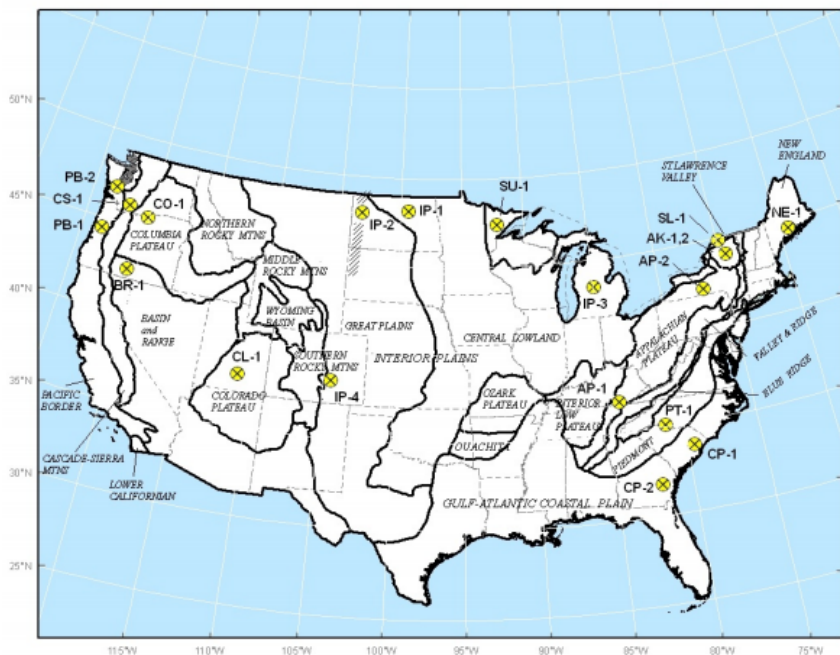 50°N
45°N
40°N
35°N
30°N
25°N
115°W
110°W
105°W
100°W
95°W
90°W
85°W
80°W
75°W
NEW
ENGLAND
ST LAWRENCE
VALLEY
PB-2
CS-1
PB-1
CO-1
COLUMBIA
PLATEAU
NORTHERN
ROCKY MTNS
IP-2
IP-1
SU-1
SL-1
AK-1,2
AP-2
NE-1
BR-1
MIDDLE
ROCKY MTNS
WYOMING
BASIN
IP-3
BASIN
and
RANGE
GREAT PLAINS
CENTRAL LOWLAND
INTERIOR PLAINS
APPALACHIAN
PLATEAU
VALLEY & RIDGE
BLUE RIDGE
CL-1
COLORADO
PLATEAU
SOUTHERN
ROCKY MTNS
IP-4
OZARK
PLATEAU
AP-1
INTERIOR
LOW
PLATEAUS
OUACHITA
PT-1
PIEDMONT
CP-1
CP-2
PACIFIC
BORDER
CASCADE-SIERRA
MTNS
LOWER
CALIFORNIAN
GULF-ATLANTIC COASTAL PLAIN